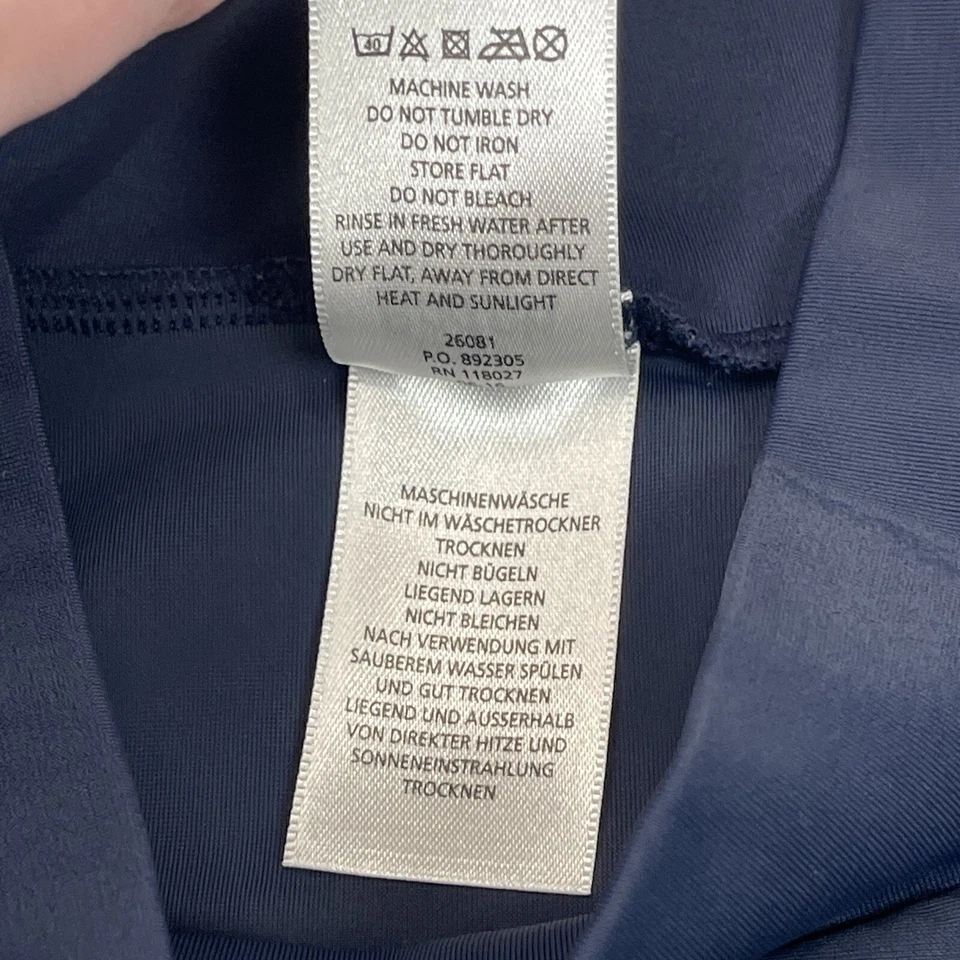 40
MACHINE WASH
DO NOT TUMBLE DRY
DO NOT IRON
STORE FLAT
DO NOT BLEACH
RINSE IN FRESH WATER AFTER
USE AND DRY THOROUGHLY
DRY FLAT, AWAY FROM DIRECT
HEAT AND SUNLIGHT
26081
P.O. 892305
RN 118027
MASCHINENWÄSCHE
NICHT IM WÄSCHETROCKNER
TROCKNEN
NICHT BÜGELN
LIEGEND LAGERN
NICHT BLEICHEN
NACH VERWENDUNG MIT
SAUBEREM WASSER SPÜLEN
UND GUT TROCKNEN
LIEGEND UND AUSSERHALB
VON DIREKTER HITZE UND
SONNENEINSTRAHLUNG
TROCKNEN